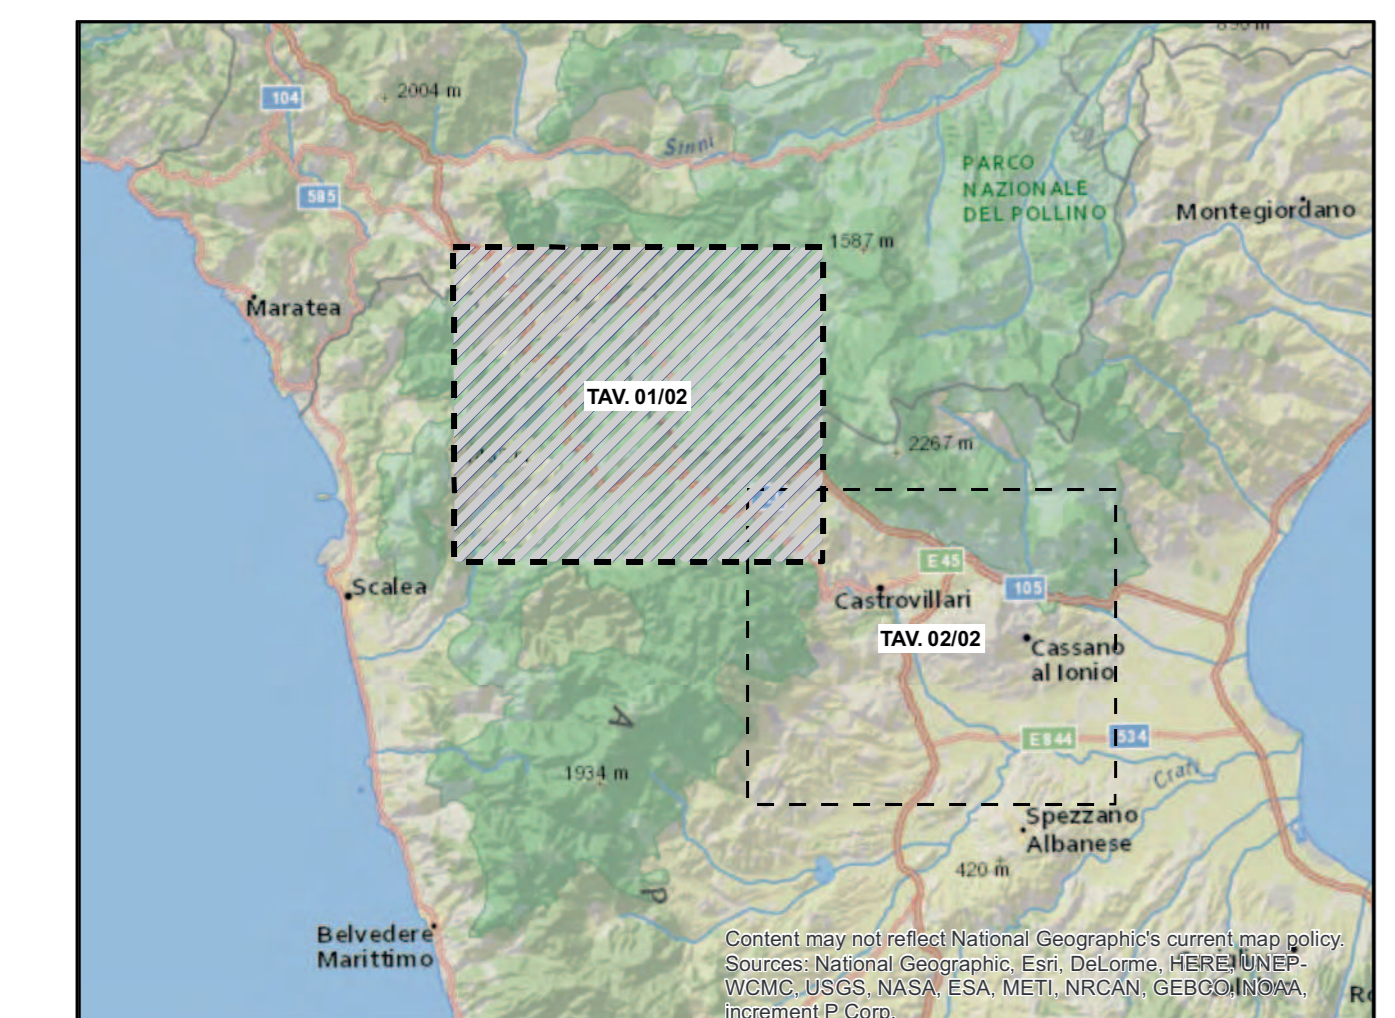 104
2004 m
Sinni
585
PARCO
NAZIONALE
DEL POLLINO
Montegiordano
1587 m
Maratea
TAV. 01/02
2267 m
E 45
105
Scalea
Castrovillari
TAV. 02/02
Cassano
al Ionio
A
E 844
534
1934 m
Crati
Spezzano
Albanese
420 m
P
Belvedere
Marittimo
Content may not reflect National Geographic's current map policy.
Sources: National Geographic, Esri, DeLorme, HERE, UNEP-
WCMC, USGS, NASA, ESA, METI, NRCAN, GEBCO, NOAA,
increment P Corp.